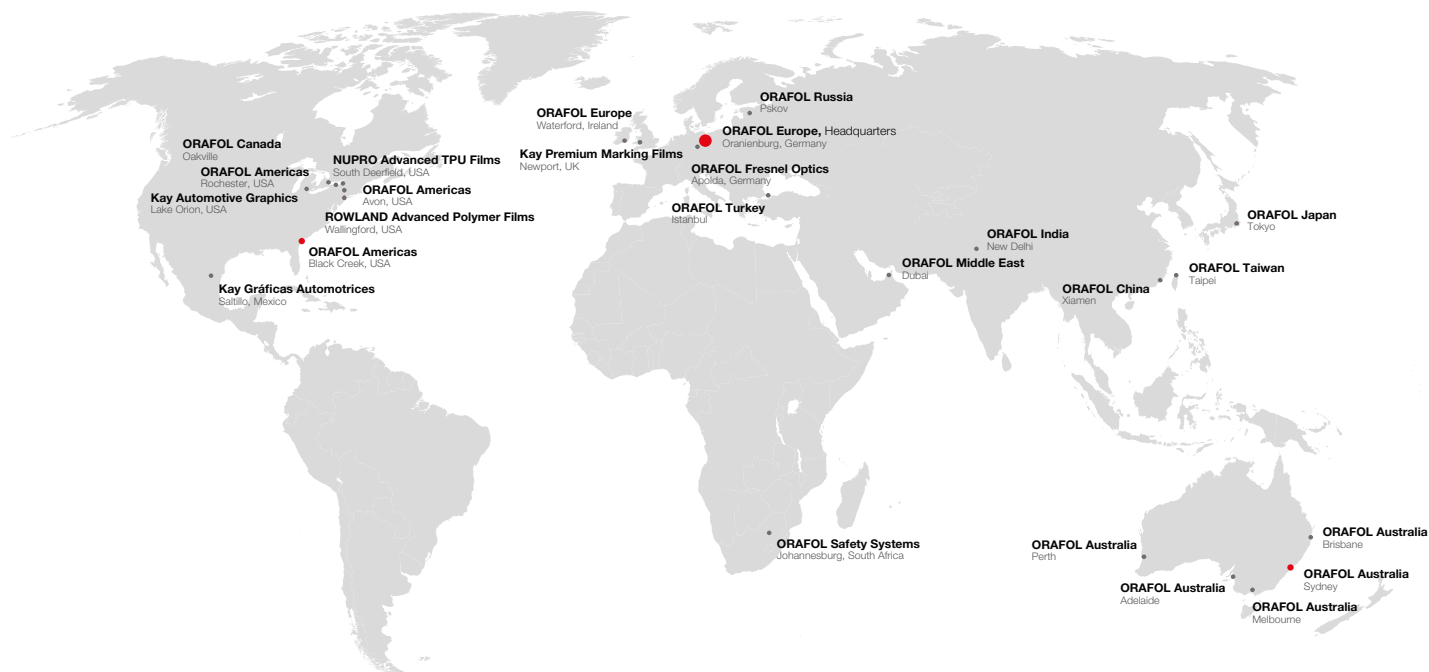 ORAFOL Canada
Oakville
ORAFOL Americas
Rochester, USA
Kay Automotive Graphics
Lake Orion, USA
NUPRO Advanced TPU Films
South Deerfield, USA
ORAFOL Americas
Avon, USA
ROWLAND Advanced Polymer Films
Wallingford, USA
ORAFOL Americas
Black Creek, USA
Kay Gráficas Automotrices
Saltillo, Mexico
ORAFOL Europe
Waterford, Ireland
Kay Premium Marking Films
Newport, UK
ORAFOL Russia
Pskov
ORAFOL Europe, Headquarters
Oranienburg, Germany
ORAFOL Fresnel Optics
Apolda, Germany
ORAFOL Turkey
Istanbul
ORAFOL India
New Delhi
ORAFOL Middle East
Dubai
ORAFOL China
Xiamen
ORAFOL Japan
Tokyo
ORAFOL Taiwan
Taipei
ORAFOL Safety Systems
Johannesburg, South Africa
ORAFOL Australia
Perth
ORAFOL Australia
Adelaide
ORAFOL Australia
Brisbane
ORAFOL Australia
Sydney
ORAFOL Australia
Melbourne